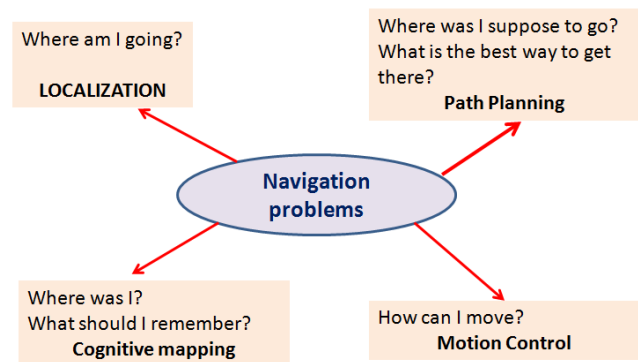 Where am I going?
LOCALIZATION
Where was I suppose to go?
What is the best way to get
there?
Path Planning
Navigation
problems
Where was I?
What should I remember?
Cognitive mapping
How can I move?
Motion Control